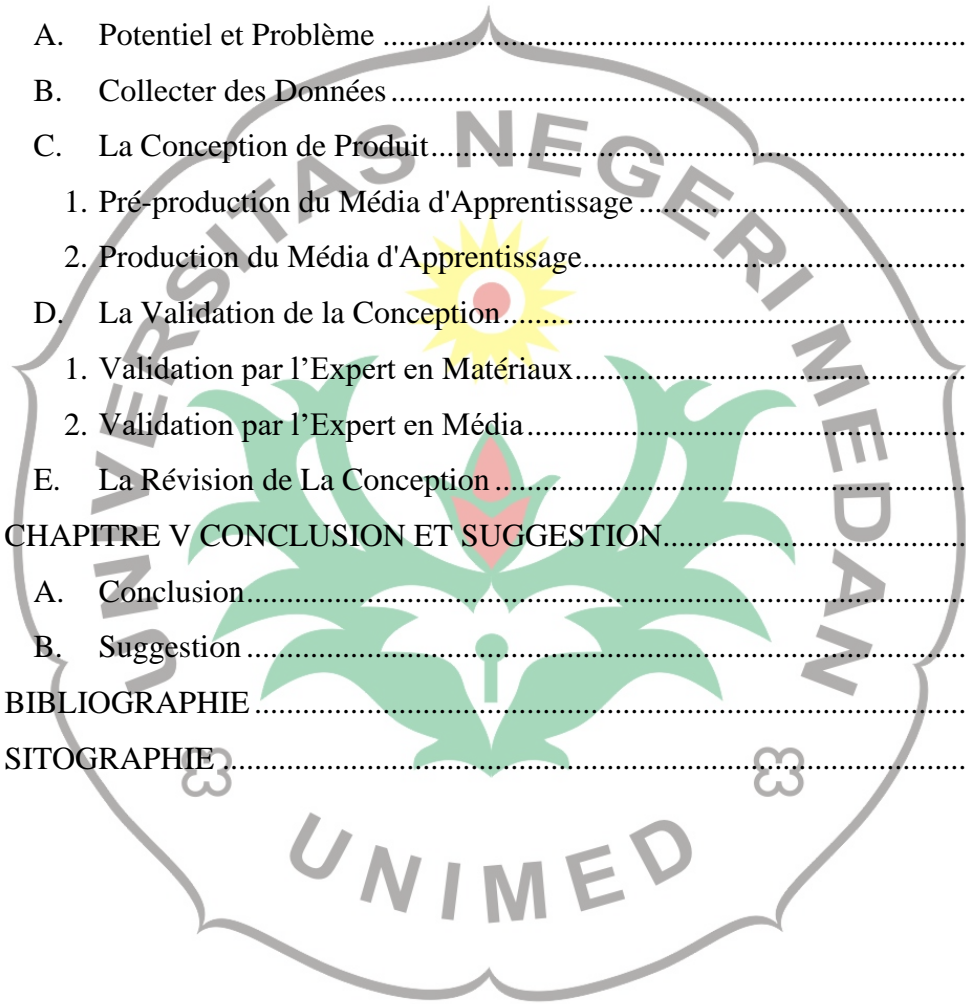 A. Potentiel et Problème ..........................................................................................
B. Collecter des Données ..........................................................................................
C. La Conception de Produit ..........................................................................................
1. Pré-production du Média d'Apprentissage ..........................................................................................
2. Production du Média d'Apprentissage ..........................................................................................
D. La Validation de la Conception ..........................................................................................
1. Validation par l’Expert en Matériaux ..........................................................................................
2. Validation par l’Expert en Média ..........................................................................................
E. La Révision de La Conception ..........................................................................................
CHAPITRE V CONCLUSION ET SUGGESTION ..........................................................................................
A. Conclusion ..........................................................................................
B. Suggestion ..........................................................................................
BIBLIOGRAPHIE ..........................................................................................
SITOGRAPHIE ..........................................................................................
UNIVERSITAS NEGERI MEDAN
UNIMED